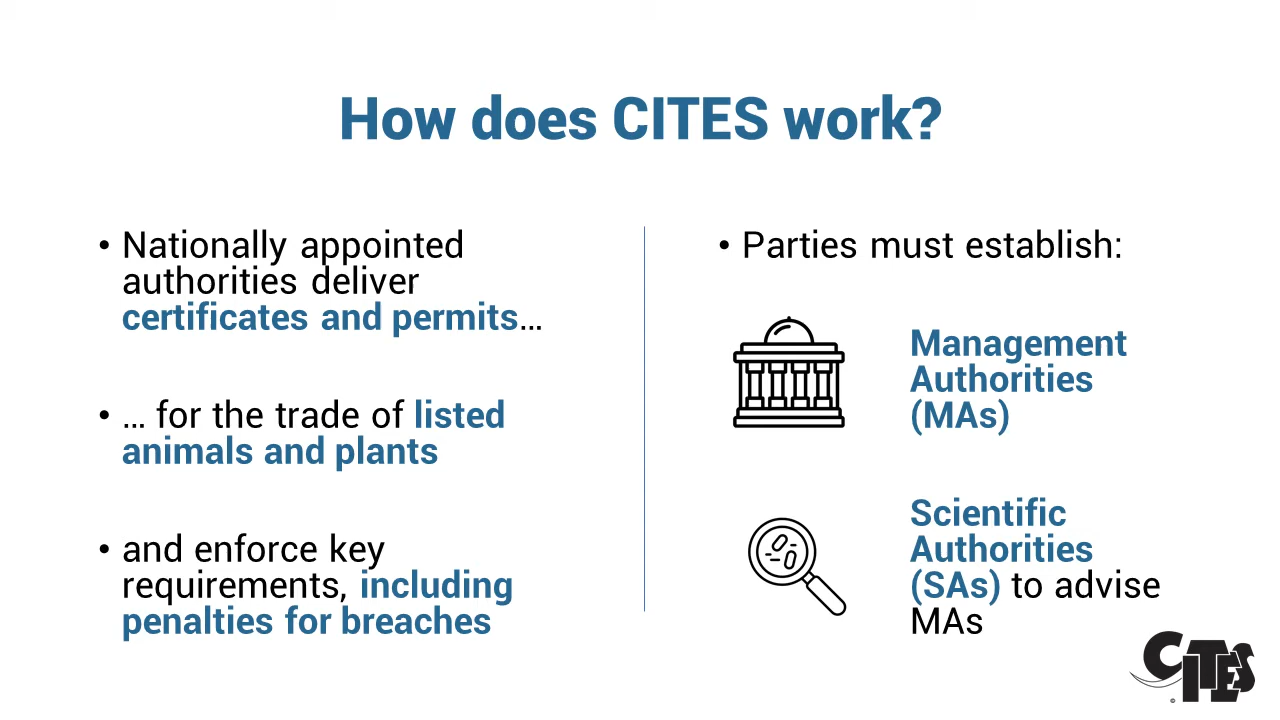 How does CITES work?
• Nationally appointed
authorities deliver
certificates and permits…
• … for the trade of listed
animals and plants
• and enforce key
requirements, including
penalties for breaches
• Parties must establish:
Management
Authorities
(MAs)
Scientific
Authorities
(SAs) to advise
MAs
CITES
®